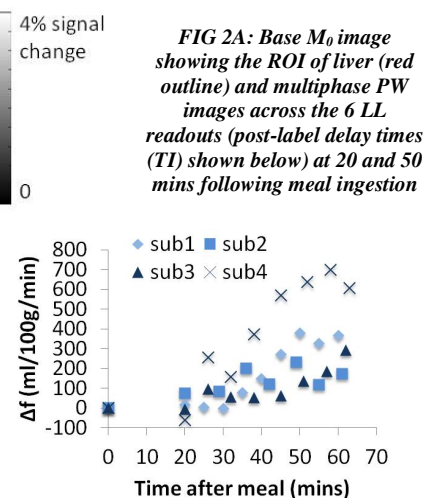 4% signal
change
0
FIG 2A: Base M₀ image
showing the ROI of liver (red
outline) and multiphase PW
images across the 6 LL
readouts (post-label delay times
(TI) shown below) at 20 and 50
mins following meal ingestion
800
700
600
500
400
300
200
100
0
-100
Δf (ml/100g/min)
sub1 sub2
sub3 sub4
0 10 20 30 40 50 60 70
Time after meal (mins)